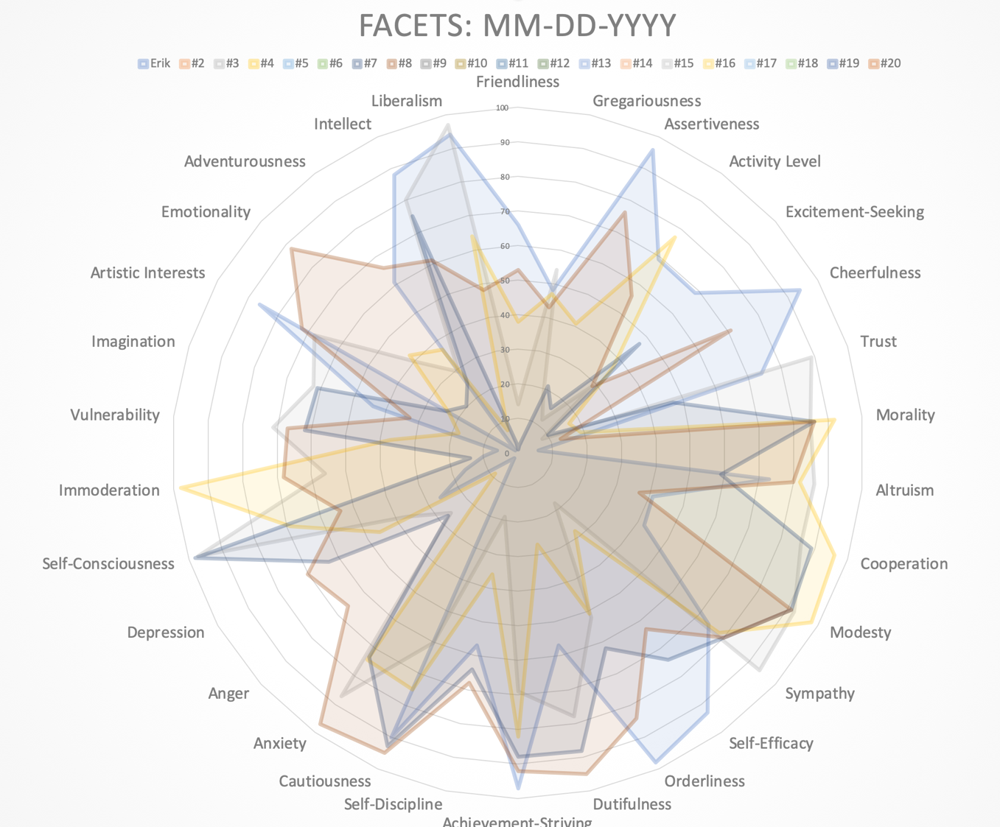 FACETS: MM-DD-YYYY
Erik #2 #3 #4 #5 #6 #7 #8 #9 #10 #11 #12 #13 #14 #15 #16 #17 #18 #19 #20
Friendliness
Gregariousness
Assertiveness
Activity Level
Excitement-Seeking
Cheerfulness
Trust
Morality
Altruism
Cooperation
Modesty
Sympathy
Self-Efficacy
Orderliness
Dutifulness
Achievement-Striving
Self-Discipline
Cautiousness
Anxiety
Anger
Depression
Self-Consciousness
Immoderation
Vulnerability
Imagination
Artistic Interests
Emotionality
Adventurousness
Intellect
Liberalism
100
90
80
70
60
50
40
30
20
10
0